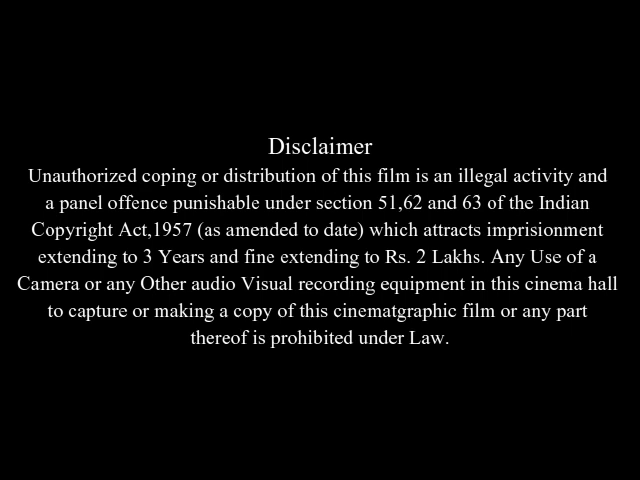 Disclaimer
Unauthorized coping or distribution of this film is an illegal activity and
a panel offence punishable under section 51,62 and 63 of the Indian
Copyright Act,1957 (as amended to date) which attracts imprisionment
extending to 3 Years and fine extending to Rs. 2 Lakhs. Any Use of a
Camera or any Other audio Visual recording equipment in this cinema hall
to capture or making a copy of this cinematgraphic film or any part
thereof is prohibited under Law.